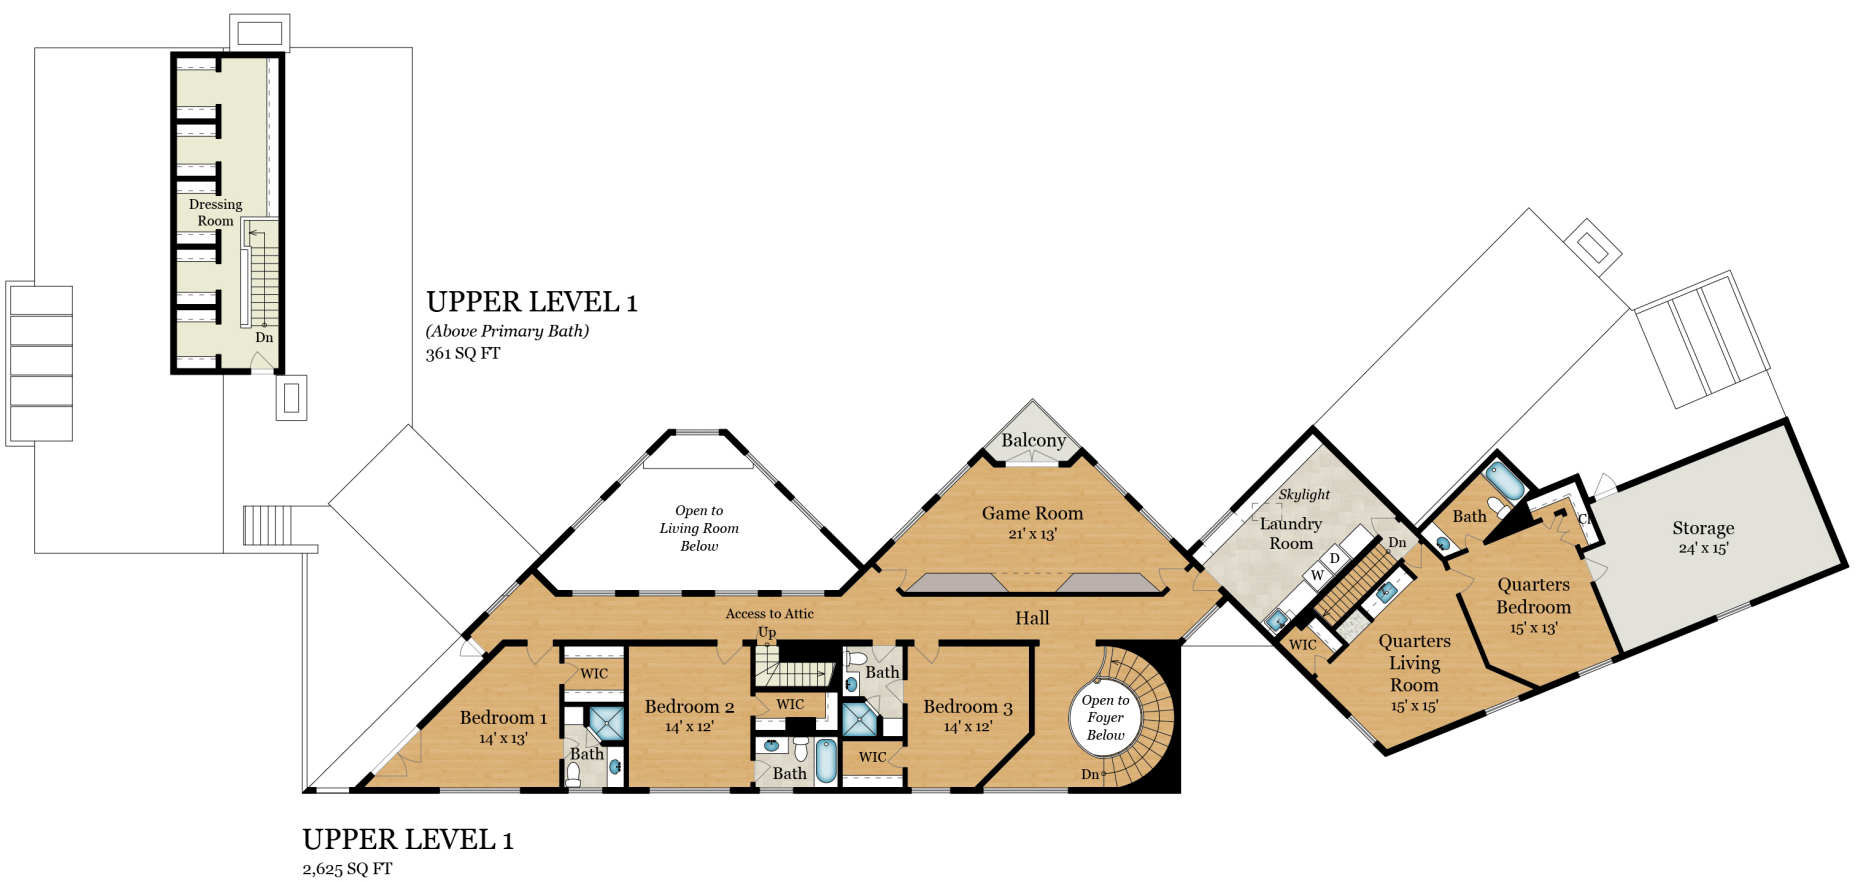 Dressing
Room
Dn
UPPER LEVEL 1
(Above Primary Bath)
361 SQ FT
Open to
Living Room
Below
Balcony
Game Room
21' x 13'
Skylight
Laundry
Room
D
W
Dn
Bath
Storage
24' x 15'
Quarters
Bedroom
15' x 13'
WIC
Quarters
Living
Room
15' x 15'
Access to Attic
Up
Hall
Bedroom 1
14' x 13'
WIC
Bath
Bedroom 2
14' x 12'
WIC
Bath
Bath
WIC
Bedroom 3
14' x 12'
Open to
Foyer
Below
Dn
UPPER LEVEL 1
2,625 SQ FT